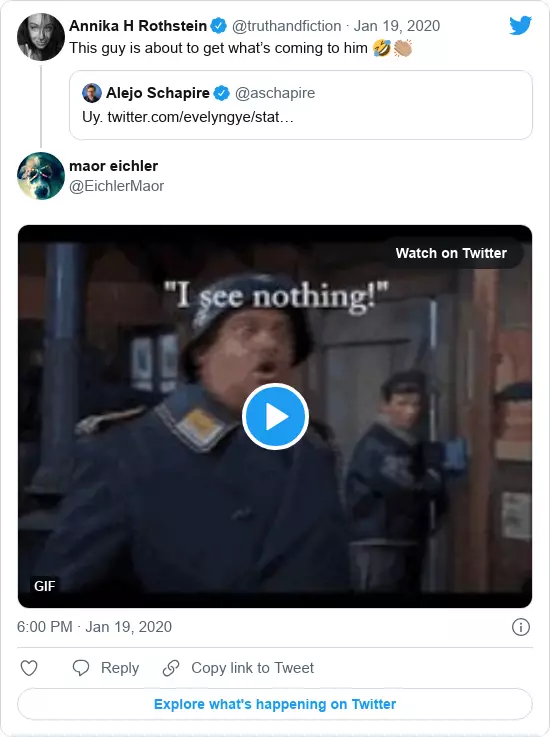 Annika H Rothstein @truthandfiction · Jan 19, 2020
This guy is about to get what’s coming to him 🤣👏🏼
Alejo Schapire @aschapire
Uy. twitter.com/evelyngye/stat…
maor eichler
@EichlerMaor
Watch on Twitter
"I see nothing!"
GIF
6:00 PM · Jan 19, 2020
Reply
Copy link to Tweet
Explore what's happening on Twitter